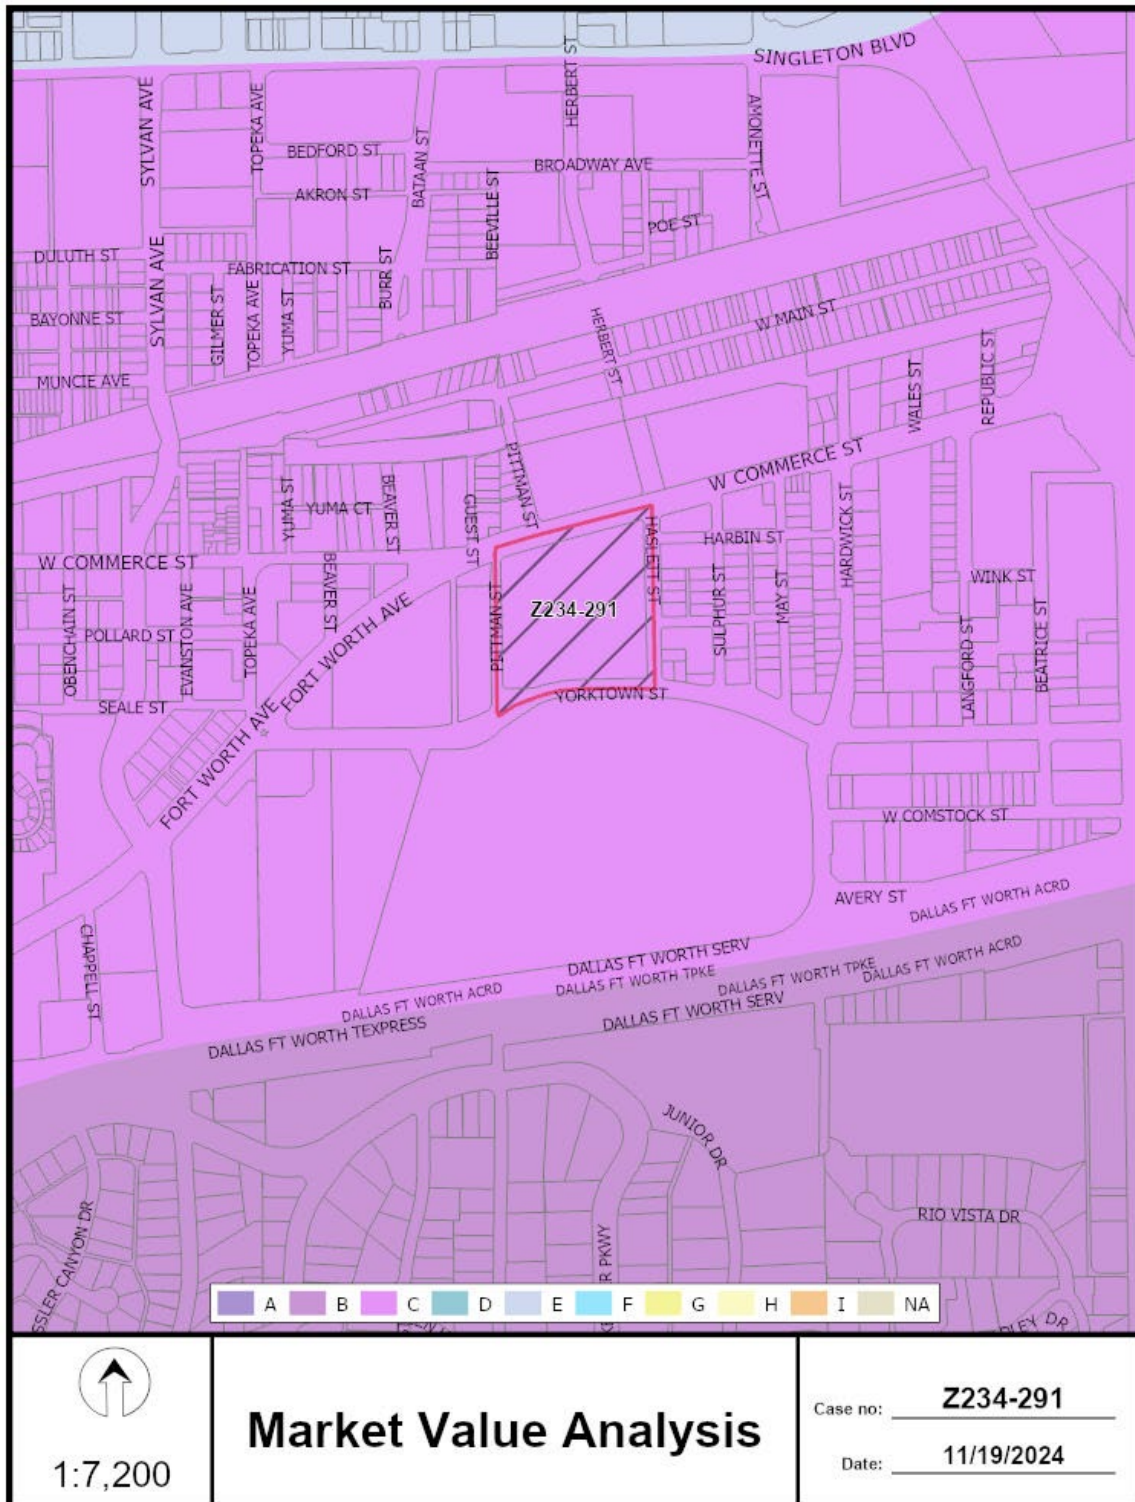 SINGLETON BLVD
HERBERT ST
SYLVAN AVE
TOPEKA AVE
AMONETTE ST
BEDFORD ST
BATAAN ST
BROADWAY AVE
AKRON ST
BEEVILLE ST
POE ST
DULUTH ST
SYLVAN AVE
FABRICATION ST
BURR ST
GILMER ST
TOPEKA AVE
YUMA ST
BAYONNE ST
W MAIN ST
HERBERT ST
MUNCIE AVE
WALES ST
REPUBLIC ST
W COMMERCE ST
PITTMAN ST
YUMA ST
YUMA CT
BEAVER ST
GUEST ST
HASLETT ST
HARBIN ST
HARDWICK ST
W COMMERCE ST
OBENCHAIN ST
EVANSTON AVE
TOPEKA AVE
BEAVER ST
FORT WORTH AVE
PITTMAN ST
Z234-291
SULPHUR ST
MAY ST
WINK ST
LANGFORD ST
BEATRICE ST
POLLARD ST
SEALE ST
YORKTOWN ST
FORT WORTH AVE
W COMSTOCK ST
AVERY ST
DALLAS FT WORTH ACRD
CHAPPELL ST
DALLAS FT WORTH SERV
DALLAS FT WORTH TPKE
DALLAS FT WORTH TPKE
DALLAS FT WORTH ACRD
DALLAS FT WORTH ACRD
DALLAS FT WORTH SERV
DALLAS FT WORTH TEXPRESS
JUNIOR DR
RIO VISTA DR
SSLER CANYON DR
R PKWY
DLEY DR
A B C D E F G H I NA
1:7,200
Market Value Analysis
Case no: Z234-291
Date: 11/19/2024